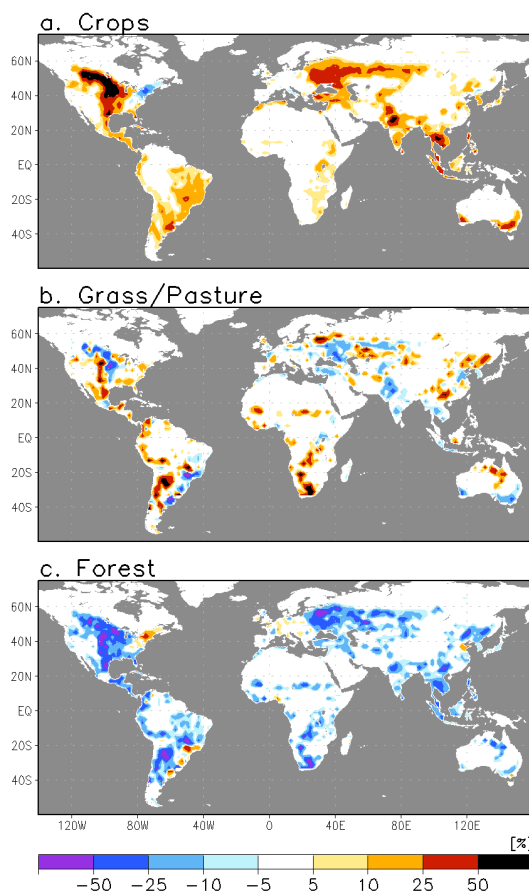 a. Crops
60N
40N
20N
EQ
20S
40S
b. Grass/Pasture
60N
40N
20N
EQ
20S
40S
c. Forest
60N
40N
20N
EQ
20S
40S
120W 80W 40W 0 40E 80E 120E
[%]
-50 -25 -10 -5 5 10 25 50